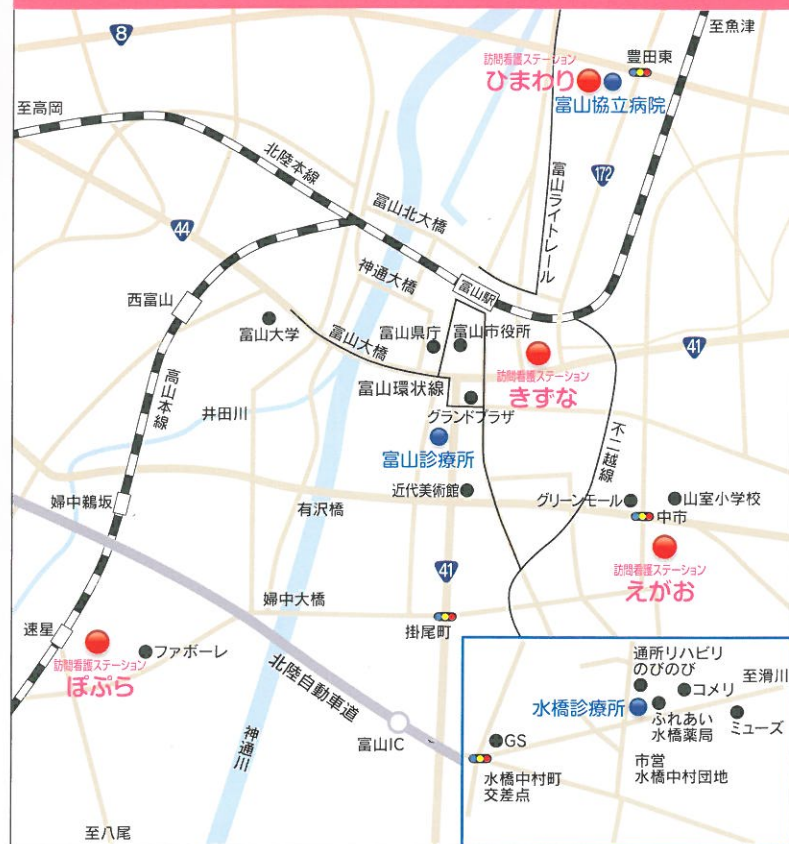 8
至魚津
訪問看護ステーション
ひまわり
豊田東
富山協立病院
至高岡
北陸本線
富山ライトレール
172
富山北大橋
44
神通大橋
富山駅
西富山
富山大学
富山大橋
富山県庁
富山市役所
41
訪問看護ステーション
きずな
高山本線
富山環状線
グランドプラザ
井田川
不二越線
富山診療所
近代美術館
グリーンモール
山室小学校
婦中鵜坂
有沢橋
中市
訪問看護ステーション
えがお
41
婦中大橋
掛尾町
速星
ファボーレ
訪問看護ステーション
ぽぷら
北陸自動車道
富山IC
神通川
至八尾
通所リハビリ
のびのび
至滑川
コメリ
水橋診療所
ふれあい
水橋薬局
ミューズ
GS
水橋中村町
交差点
市営
水橋中村団地